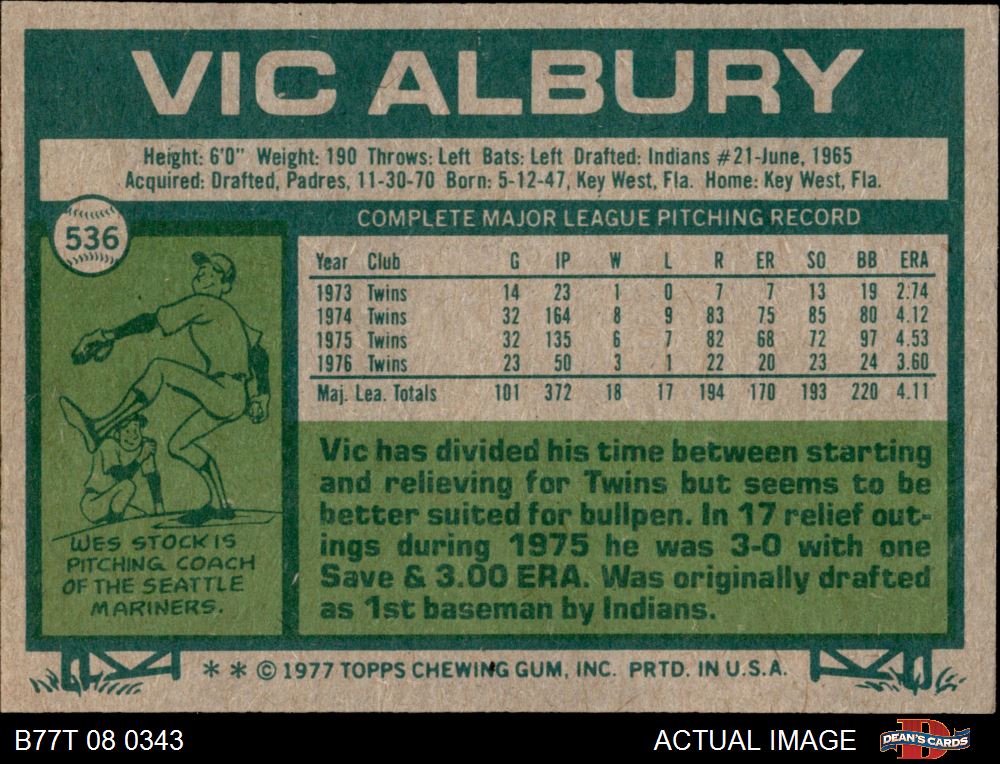 VIC ALBURY
Height: 6'0" Weight: 190 Throws: Left Bats: Left Drafted: Indians #21-June, 1965
Acquired: Drafted, Padres, 11-30-70 Born: 5-12-47, Key West, Fla. Home: Key West, Fla.
536
COMPLETE MAJOR LEAGUE PITCHING RECORD
Year Club G IP W L R ER SO BB ERA
1973 Twins 14 23 1 0 7 7 13 19 2.74
1974 Twins 32 164 8 9 83 75 85 80 4.12
1975 Twins 32 135 6 7 82 68 72 97 4.53
1976 Twins 23 50 3 1 22 20 23 24 3.60
Maj. Lea. Totals 101 372 18 17 194 170 193 220 4.11
WES STOCK IS
PITCHING COACH
OF THE SEATTLE
MARINERS.
Vic has divided his time between starting
and relieving for Twins but seems to be
better suited for bullpen. In 17 relief out-
ings during 1975 he was 3-0 with one
Save & 3.00 ERA. Was originally drafted
as 1st baseman by Indians.
* * © 1977 TOPPS CHEWING GUM, INC. PRTD. IN U.S.A.
B77T 08 0343
ACTUAL IMAGE
D
DEAN'S CARDS